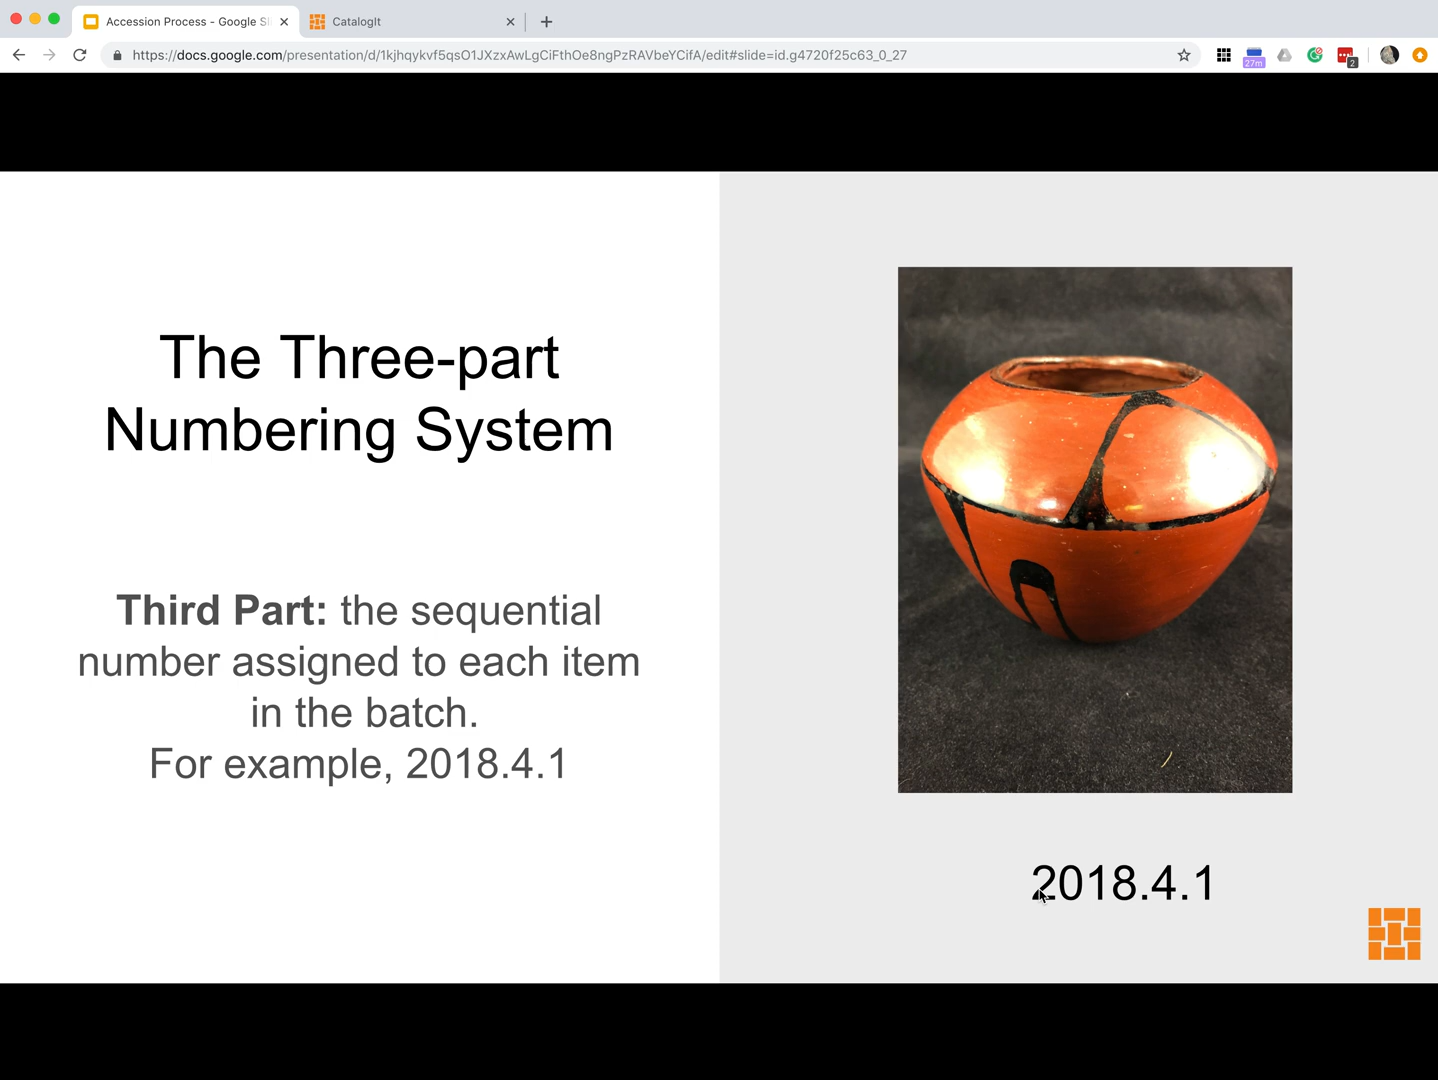 Accession Process - Google Sl
CatalogIt
https://docs.google.com/presentation/d/1kjhqykvf5qsO1JXzxAwLgCiFthOe8ngPzRAVbeYCifA/edit#slide=id.g4720f25c63_0_27
27m
2
The Three-part
Numbering System
Third Part: the sequential
number assigned to each item
in the batch.
For example, 2018.4.1
2018.4.1